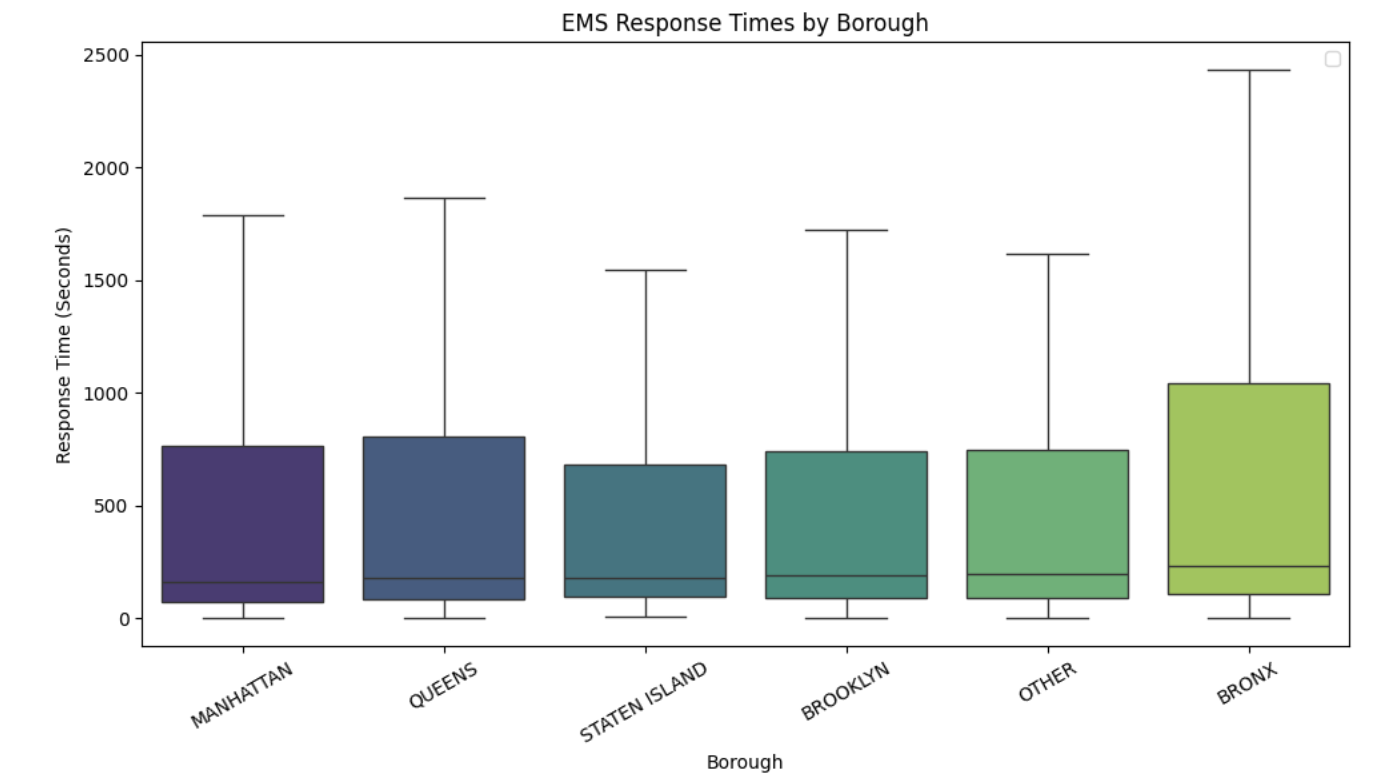 EMS Response Times by Borough
Response Time (Seconds)
2500
2000
1500
1000
500
0
MANHATTAN
QUEENS
STATEN ISLAND
BROOKLYN
OTHER
BRONX
Borough